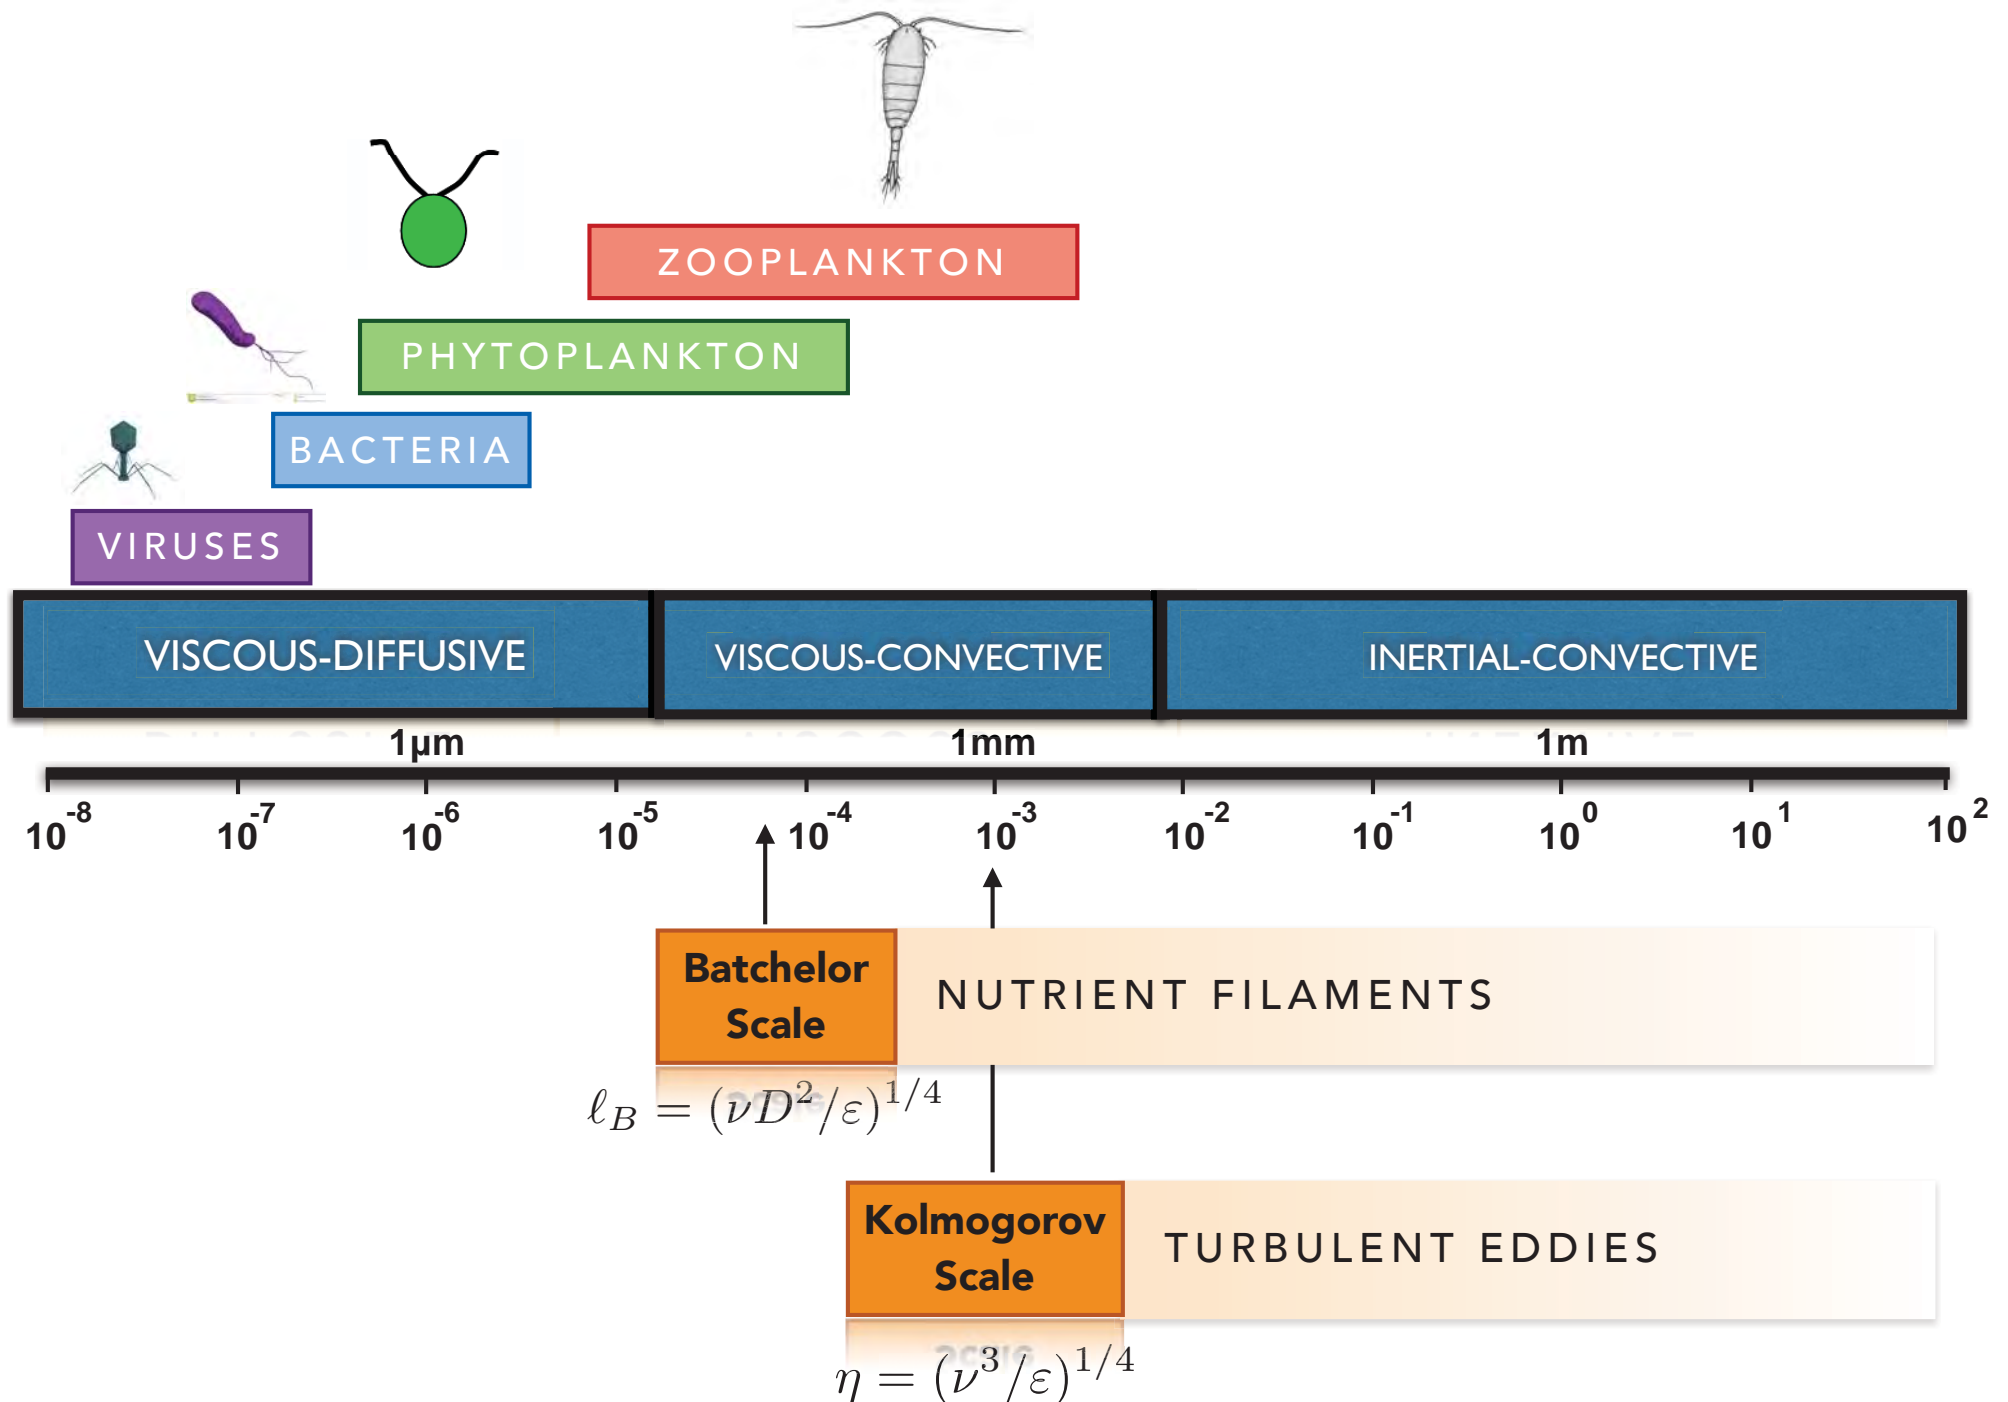 ZOOPLANKTON
PHYTOPLANKTON
BACTERIA
VIRUSES
VISCOUS-DIFFUSIVE VISCOUS-CONVECTIVE INERTIAL-CONVECTIVE
1µm 1mm 1m
10^-8 10^-7 10^-6 10^-5 10^-4 10^-3 10^-2 10^-1 10^0 10^1 10^2
Batchelor
Scale
NUTRIENT FILAMENTS
ℓ_B = (νD^2/ε)^1/4
Kolmogorov
Scale
TURBULENT EDDIES
η = (ν^3/ε)^1/4